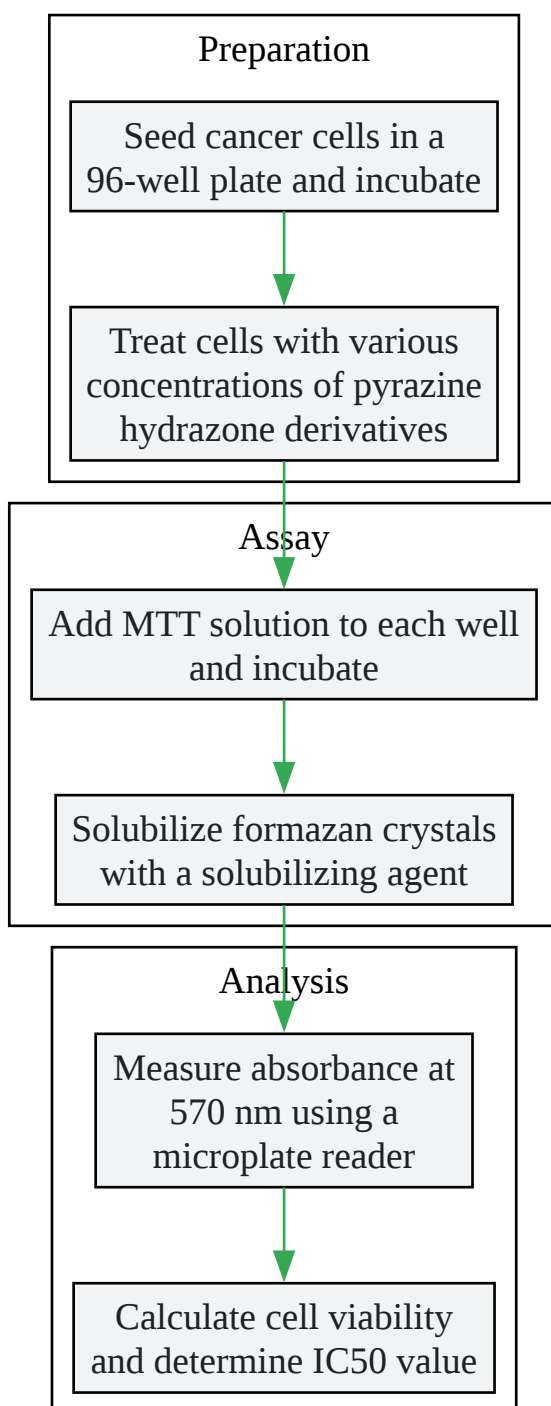 Preparation
Seed cancer cells in a
96-well plate and incubate
Treat cells with various
concentrations of pyrazine
hydrazone derivatives
Assay
Add MTT solution to each well
and incubate
Solubilize formazan crystals
with a solubilizing agent
Analysis
Measure absorbance at
570 nm using a
microplate reader
Calculate cell viability
and determine IC50 value